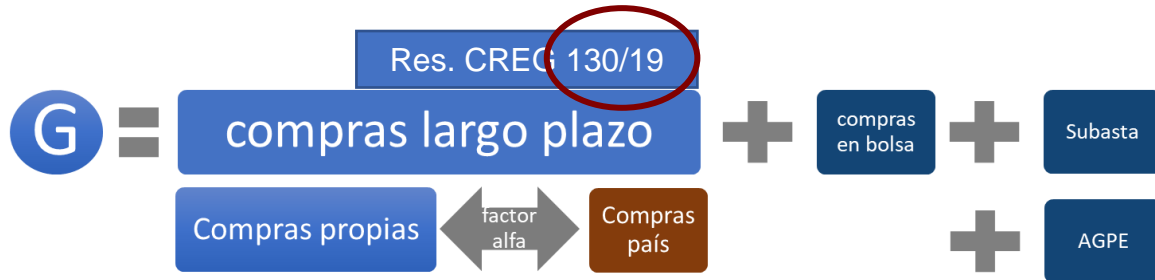 Res. CREG 130/19
G
compras largo plazo
compras
en bolsa
Subasta
Compras propias
factor
alfa
Compras
país
AGPE